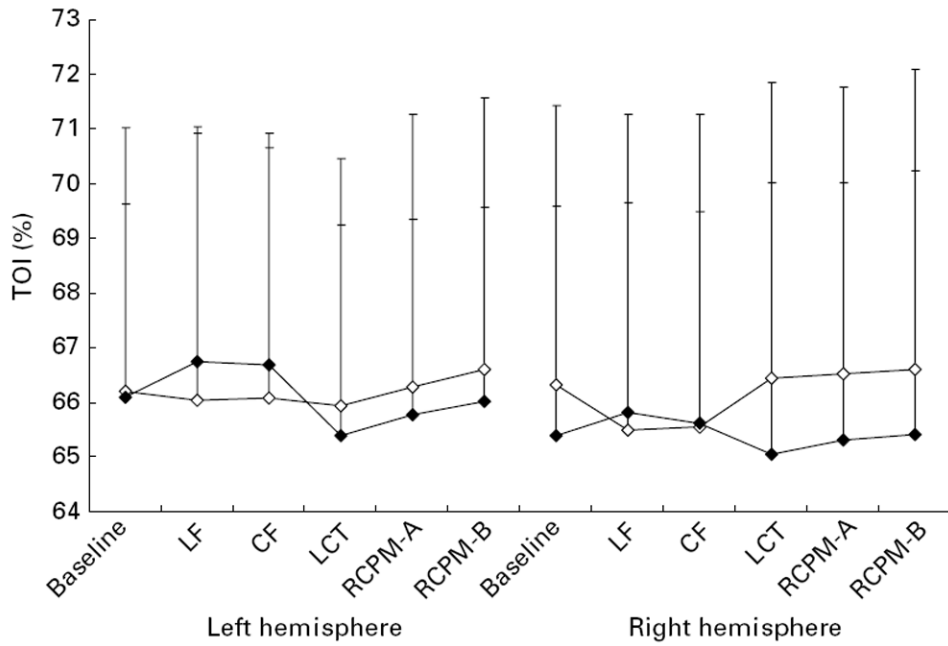 73
72
71
70
69
68
67
66
65
64
TOI (%)
Baseline
LF
CF
LCT
RCPM-A
RCPM-B
Baseline
LF
CF
LCT
RCPM-A
RCPM-B
Left hemisphere
Right hemisphere